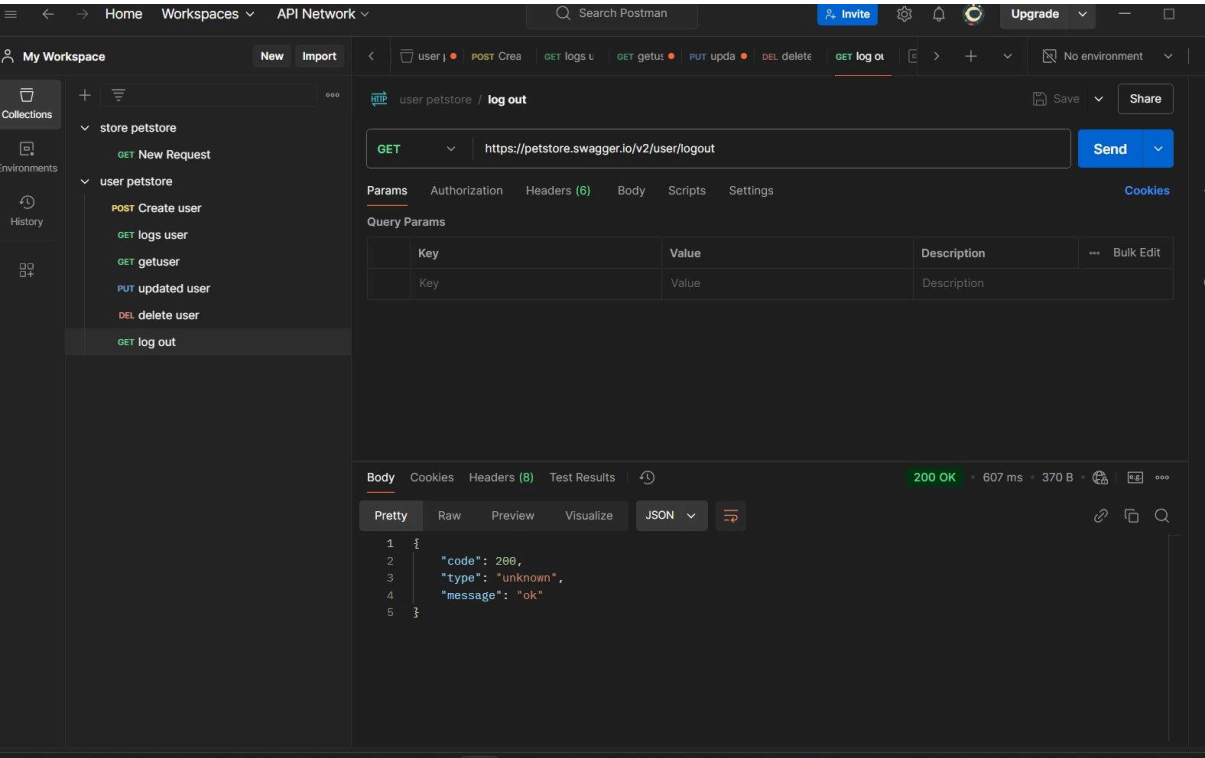 Home Workspaces API Network Search Postman Invite Upgrade
My Workspace New Import
POST Crea GET logs PUT upda DEL delete GET log No environment
Collections
store petstore
GET New Request
user petstore
POST Create user
GET logs user
GET getuser
PUT updated user
DEL delete user
GET log out
History
HTTP user petstore / log out Save Share
GET https://petstore.swagger.io/v2/user/logout Send
Params Authorization Headers (6) Body Scripts Settings Cookies
Query Params
Key Value Description Bulk Edit
Key Value Description
Body Cookies Headers (8) Test Results 200 OK 607 ms 370 B e.g.
Pretty Raw Preview Visualize JSON
1 {
2 "code": 200,
3 "type": "unknown",
4 "message": "ok"
5 }